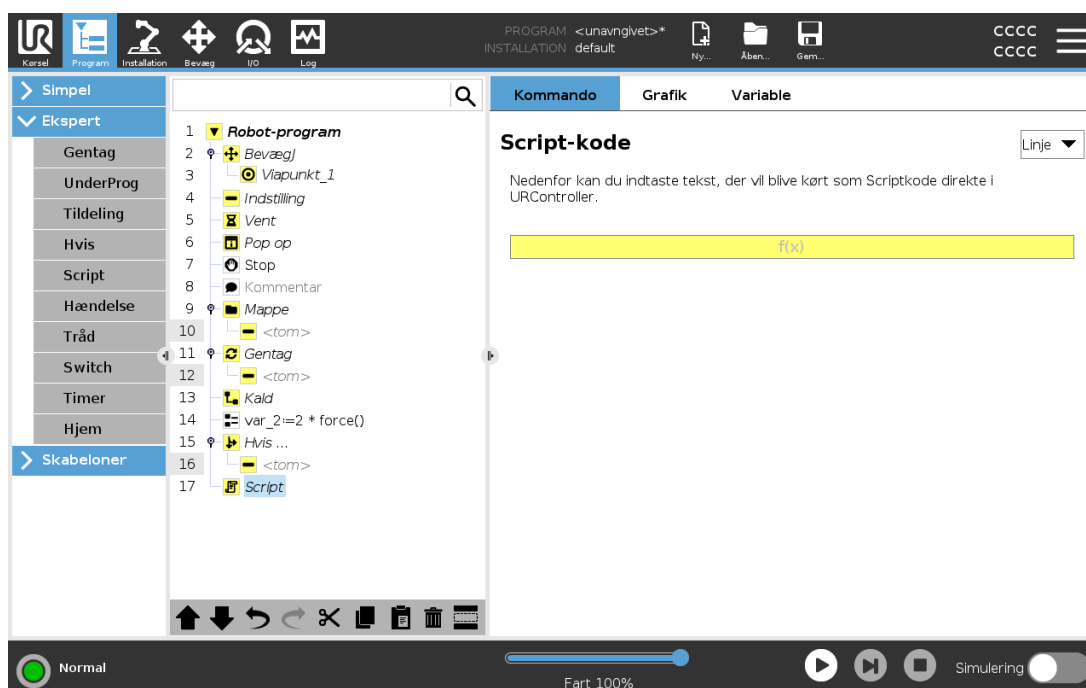 UR
PROGRAM <unavngivet>*
INSTALLATION default
CCCC
CCCC
Kørsel
Program
Installation
Bevæg
I/O
Log
Ny...
Åben...
Gem...
Simpel
Ekspert
Gentag
UnderProg
Tildeling
Hvis
Script
Hændelse
Tråd
Switch
Timer
Hjem
Skabeloner
1 Robot-program
2 BevægJ
3 Viapunkt_1
4 Indstilling
5 Vent
6 Pop op
7 Stop
8 Kommentar
9 Mappe
10 <tom>
11 Gentag
12 <tom>
13 Kald
14 var_2:=2 * force()
15 Hvis ...
16 <tom>
17 Script
Kommando
Grafik
Variable
Script-kode
Linje
Nedenfor kan du indtaste tekst, der vil blive kørt som Scriptkode direkte i
URController.
f(x)
Normal
Fart 100%
Simulering